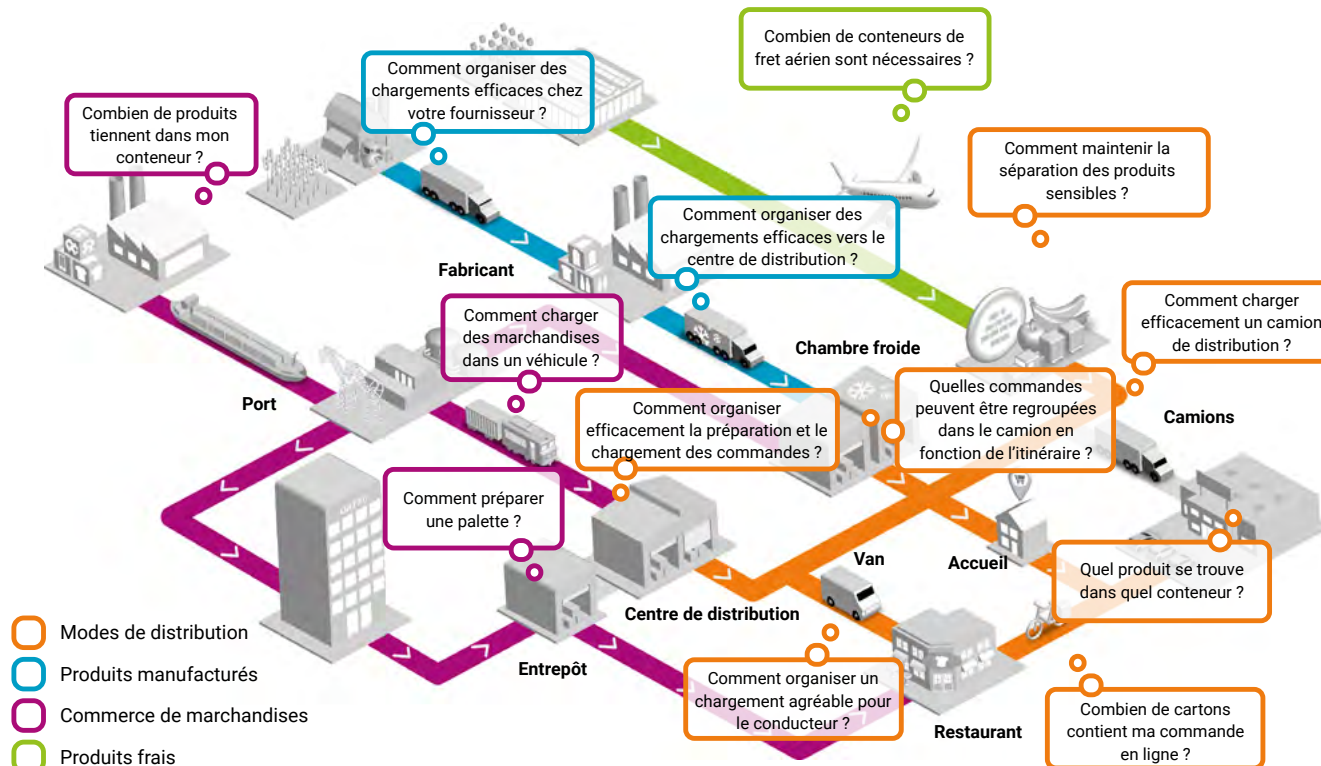 Combien de conteneurs de
fret aérien sont nécessaires ?
Comment organiser des
chargements efficaces chez
votre fournisseur ?
Combien de produits
tiennent dans mon
conteneur ?
Comment maintenir la
séparation des produits
sensibles ?
Comment organiser des
chargements efficaces vers le
centre de distribution ?
Fabricant
Comment charger
efficacement un camion
de distribution ?
Comment charger
des marchandises
dans un véhicule ?
Chambre froide
Port
Quelles commandes
peuvent être regroupées
dans le camion en
fonction de l'itinéraire ?
Camions
Comment organiser
efficacement la préparation et le
chargement des commandes ?
Comment préparer
une palette ?
Van
Accueil
Quel produit se trouve
dans quel conteneur ?
Centre de distribution
Entrepôt
Comment organiser un
chargement agréable pour
le conducteur ?
Restaurant
Combien de cartons
contient ma commande
en ligne ?
Modes de distribution
Produits manufacturés
Commerce de marchandises
Produits frais